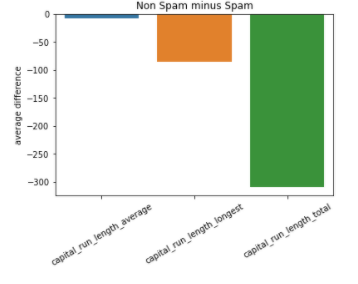 Non Spam minus Spam
average difference
0
−50
−100
−150
−200
−250
−300
capital_run_length_average
capital_run_length_longest
capital_run_length_total